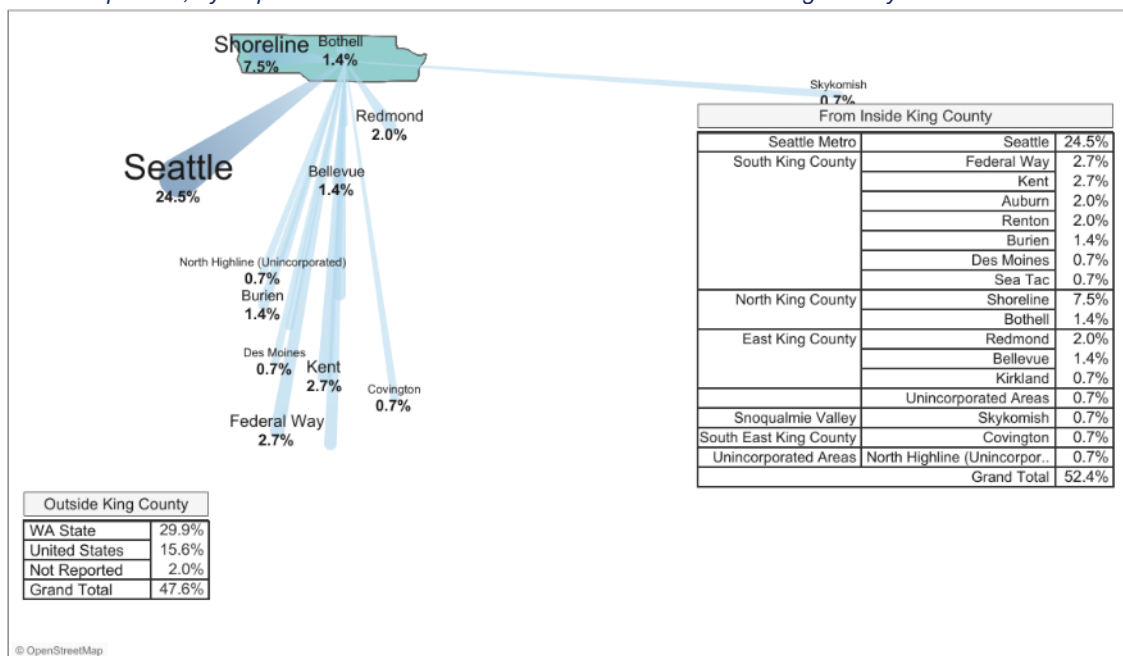 Shoreline
7.5%
Bothell
1.4%
Skykomish
0.7%
Redmond
2.0%
Seattle
24.5%
Bellevue
1.4%
North Highline (Unincorporated)
0.7%
Burien
1.4%
Des Moines
0.7%
Kent
2.7%
Covington
0.7%
Federal Way
2.7%
From Inside King County
Seattle Metro Seattle 24.5%
South King County Federal Way 2.7%
Kent 2.7%
Auburn 2.0%
Renton 2.0%
Burien 1.4%
Des Moines 0.7%
Sea Tac 0.7%
North King County Shoreline 7.5%
Bothell 1.4%
East King County Redmond 2.0%
Bellevue 1.4%
Kirkland 0.7%
Unincorporated Areas 0.7%
Snoqualmie Valley Skykomish 0.7%
South East King County Covington 0.7%
Unincorporated Areas North Highline (Unincorpor.. 0.7%
Grand Total 52.4%
Outside King County
WA State 29.9%
United States 15.6%
Not Reported 2.0%
Grand Total 47.6%
© OpenStreetMap